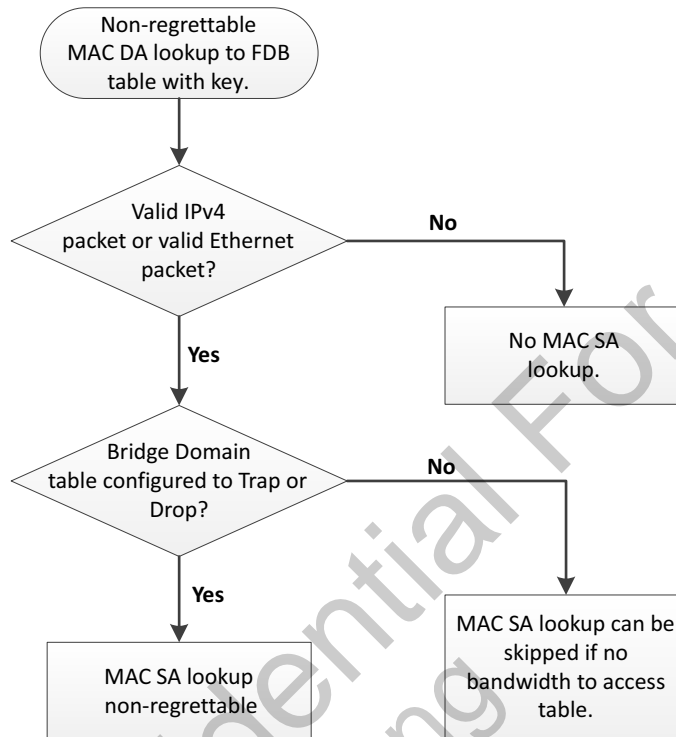 Non-regrettable
MAC DA lookup to FDB
table with key.
Valid IPv4
packet or valid Ethernet
packet?
No
No MAC SA
lookup.
Yes
Bridge Domain
table configured to Trap or
Drop?
No
Yes
MAC SA lookup can be
skipped if no
bandwidth to access
table.
MAC SA lookup
non-regrettable
For